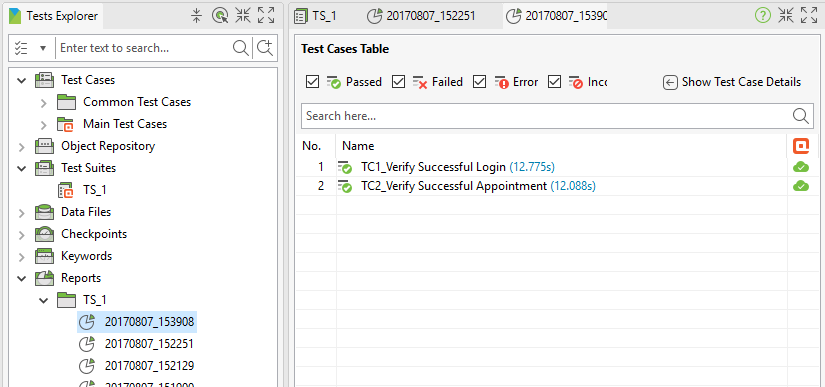 Tests Explorer
Enter text to search...
Test Cases
Common Test Cases
Main Test Cases
Object Repository
Test Suites
TS_1
Data Files
Checkpoints
Keywords
Reports
TS_1
20170807_153908
20170807_152251
20170807_152129
TS_1 20170807_152251 20170807_15390
Test Cases Table
Passed Failed Error Inco
Show Test Case Details
Search here...
No. Name
1 TC1_Verify Successful Login (12.775s)
2 TC2_Verify Successful Appointment (12.088s)